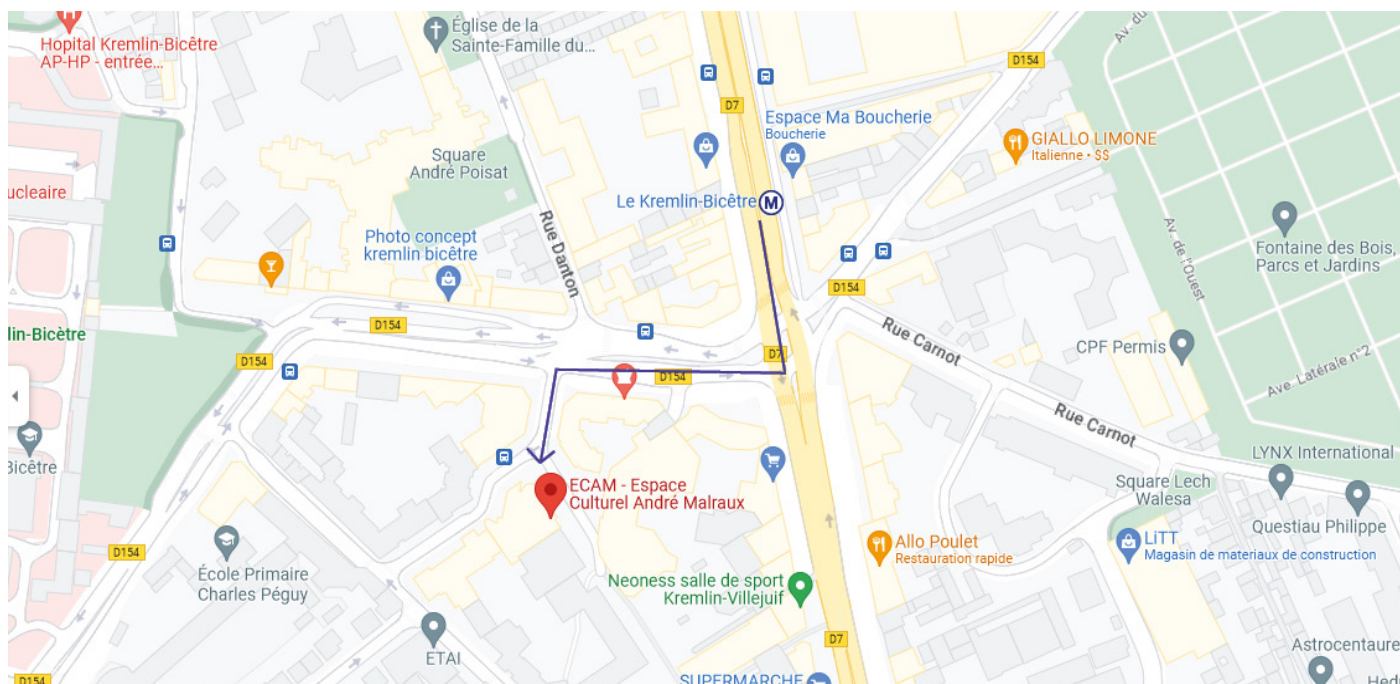 Hopital Kremlin-Bicêtre
AP-HP - entrée...
Église de la
Sainte-Famille du...
D154
D7
Espace Ma Boucherie
Boucherie
GIALLO LIMONE
Italienne • $$
Av. du
Square
André Poisat
ucleaire
Le Kremlin-Bicêtre
M
Rue Danton
Av. de l'Ouest
Fontaine des Bois,
Parcs et Jardins
Photo concept
kremlin bicêtre
D154
D154
lin-Bicètre
D154
D7
Rue Carnot
CPF Permis
Ave. Latérale n°2
D154
Rue Carnot
Bicêtre
LYNX International
ECAM - Espace
Culturel André Malraux
Square Lech
Walesa
Questiau Philippe
Allo Poulet
Restauration rapide
LiTT
Magasin de materiaux de construction
D154
École Primaire
Charles Péguy
Neoness salle de sport
Kremlin-Villejuif
D7
ETAI
Astrocentaure
D154
SUPERMARCHE
Hed